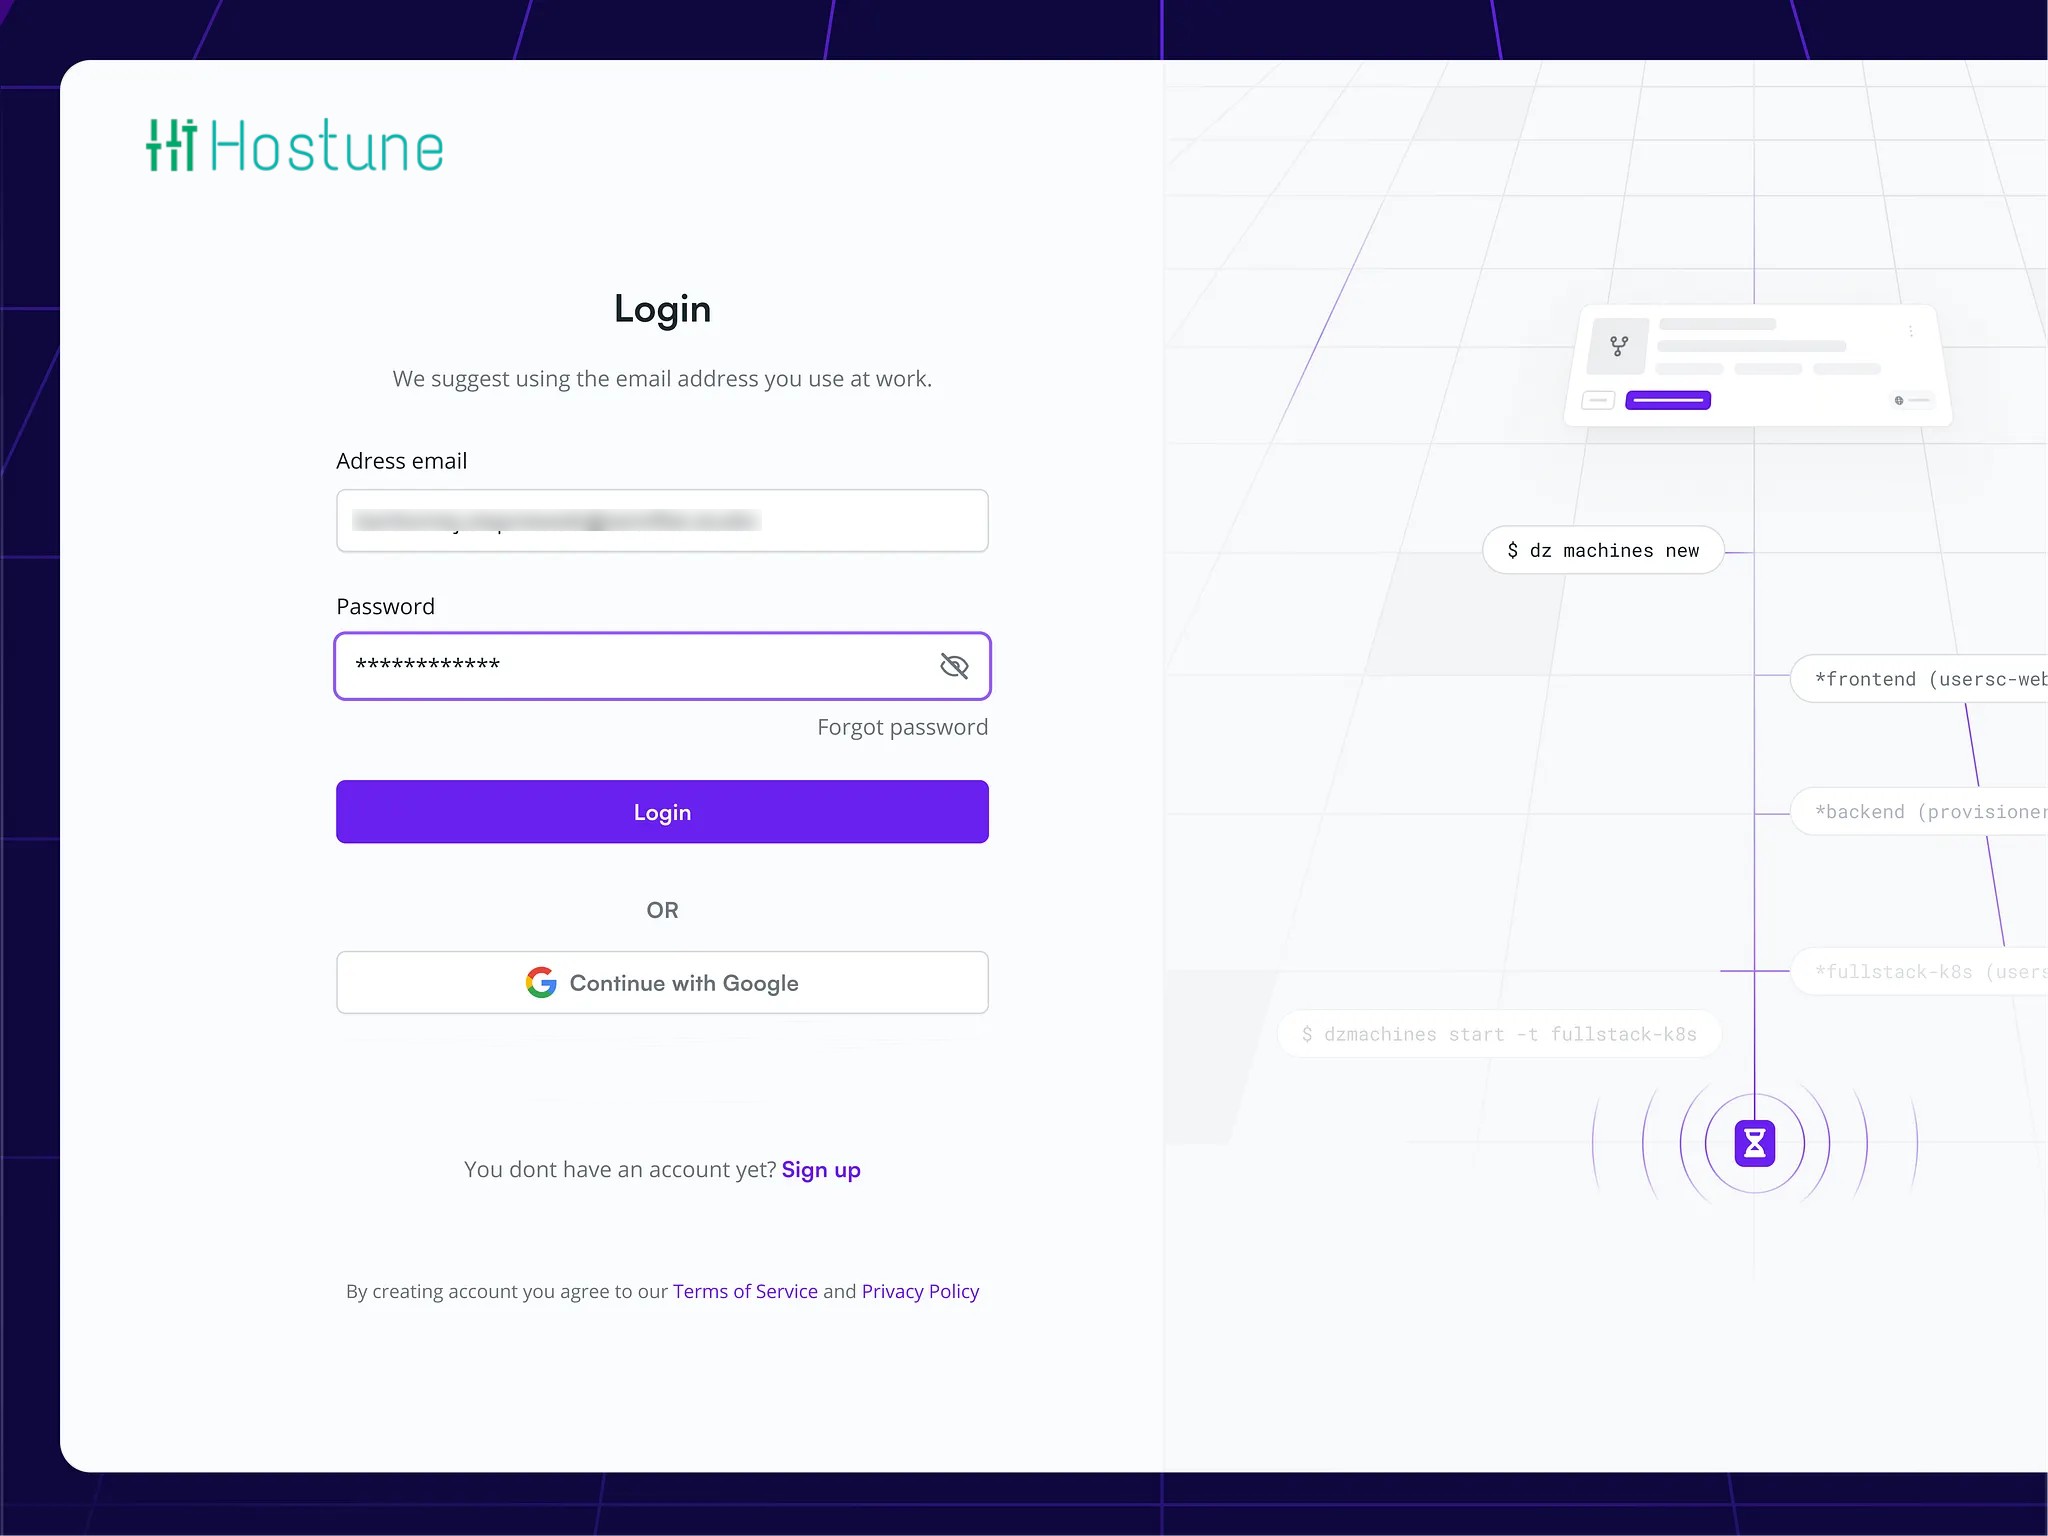 Hostune
Login
We suggest using the email address you use at work.
Adress email
Password
************
Forgot password
Login
OR
Continue with Google
You dont have an account yet? Sign up
By creating account you agree to our Terms of Service and Privacy Policy
$ dz machines new
*frontend (usersc-web
*backend (provisioner
*fullstack-k8s (users
$ dzmachines start -t fullstack-k8s